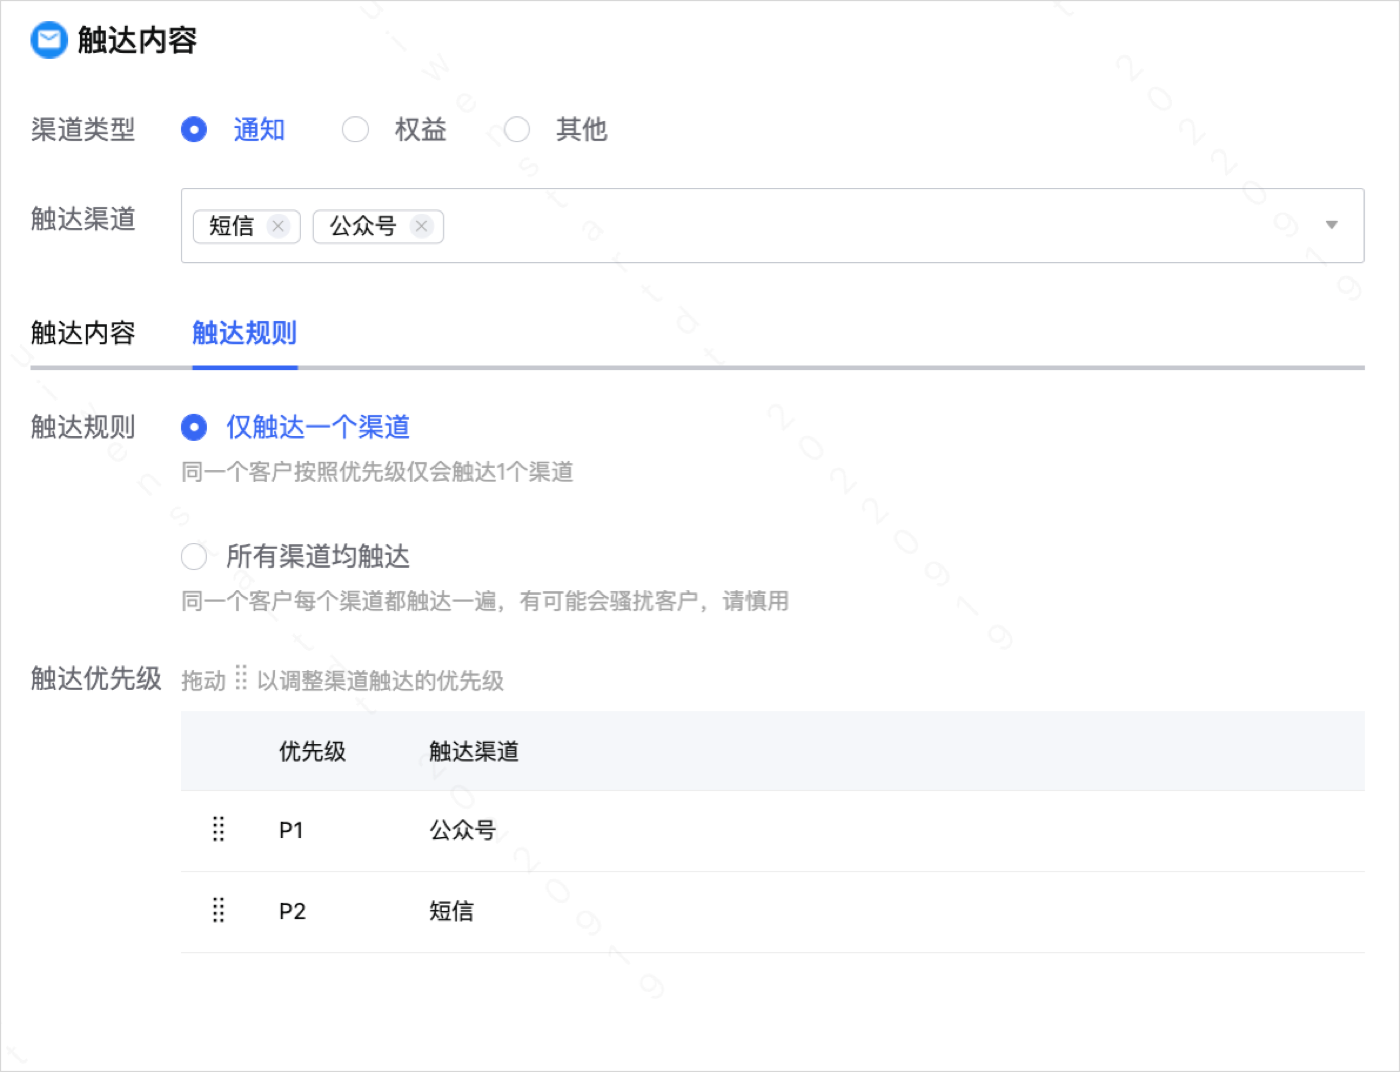 触达内容
渠道类型 通知 权益 其他
触达渠道 短信 公众号
触达内容 触达规则
触达规则 仅触达一个渠道
同一个客户按照优先级仅会触达1个渠道
所有渠道均触达
同一个客户每个渠道都触达一遍，有可能会骚扰客户，请慎用
触达优先级 拖动 以调整渠道触达的优先级
优先级 触达渠道
P1 公众号
P2 短信